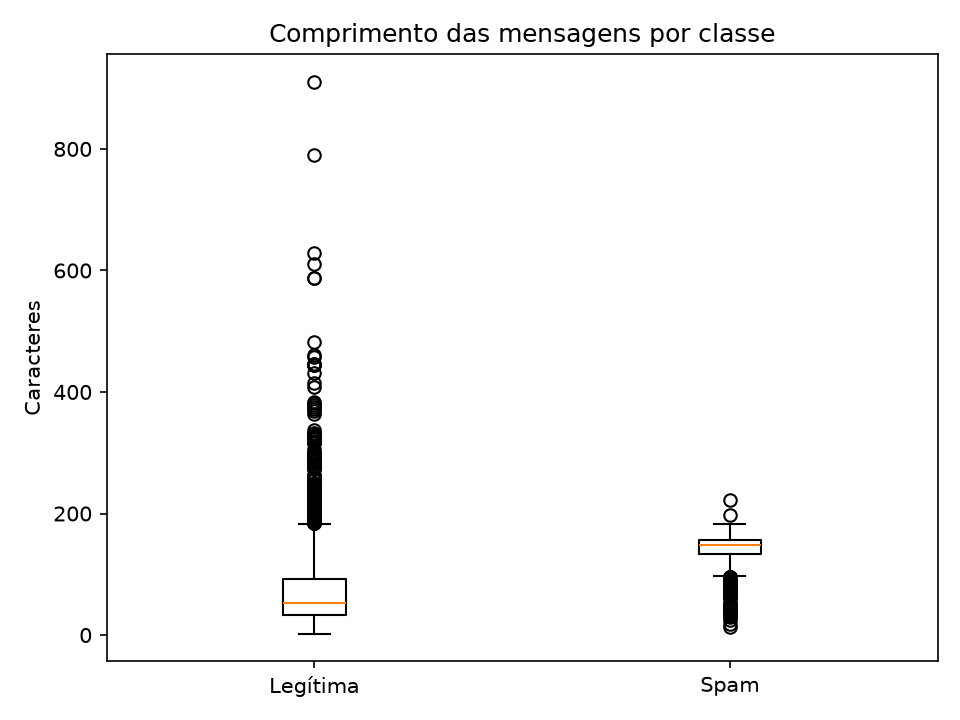 Comprimento das mensagens por classe
Caracteres
800
600
400
200
0
Legítima
Spam